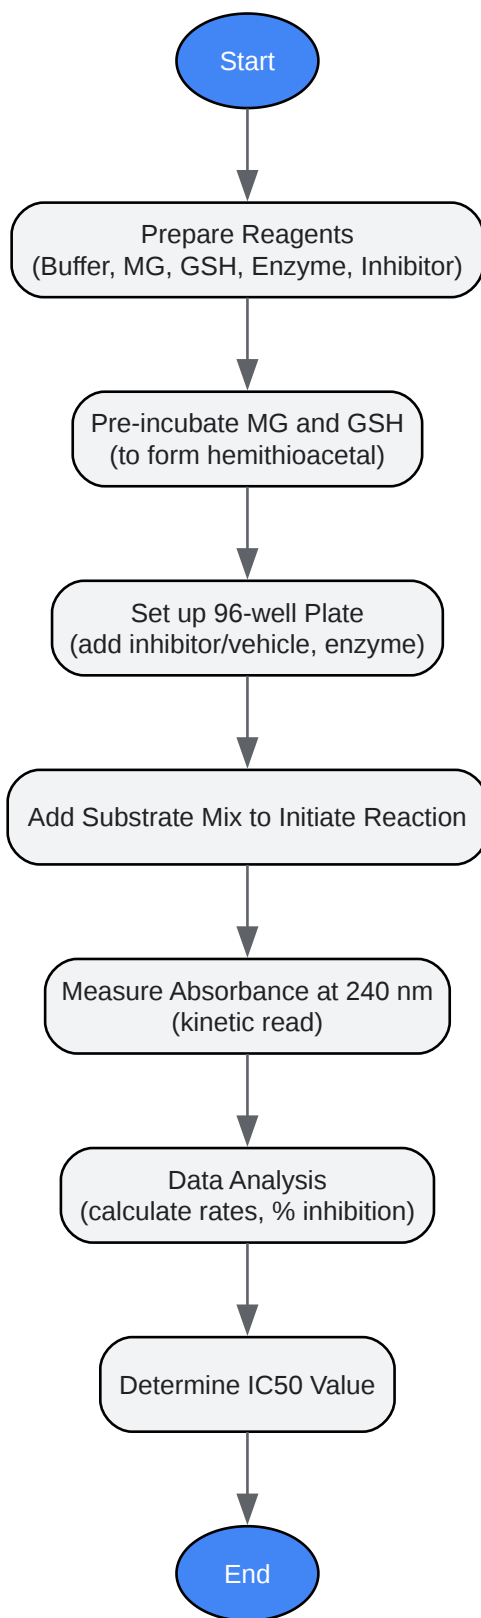 Start
Prepare Reagents
(Buffer, MG, GSH, Enzyme, Inhibitor)
Pre-incubate MG and GSH
(to form hemithioacetal)
Set up 96-well Plate
(add inhibitor/vehicle, enzyme)
Add Substrate Mix to Initiate Reaction
Measure Absorbance at 240 nm
(kinetic read)
Data Analysis
(calculate rates, % inhibition)
Determine IC50 Value
End